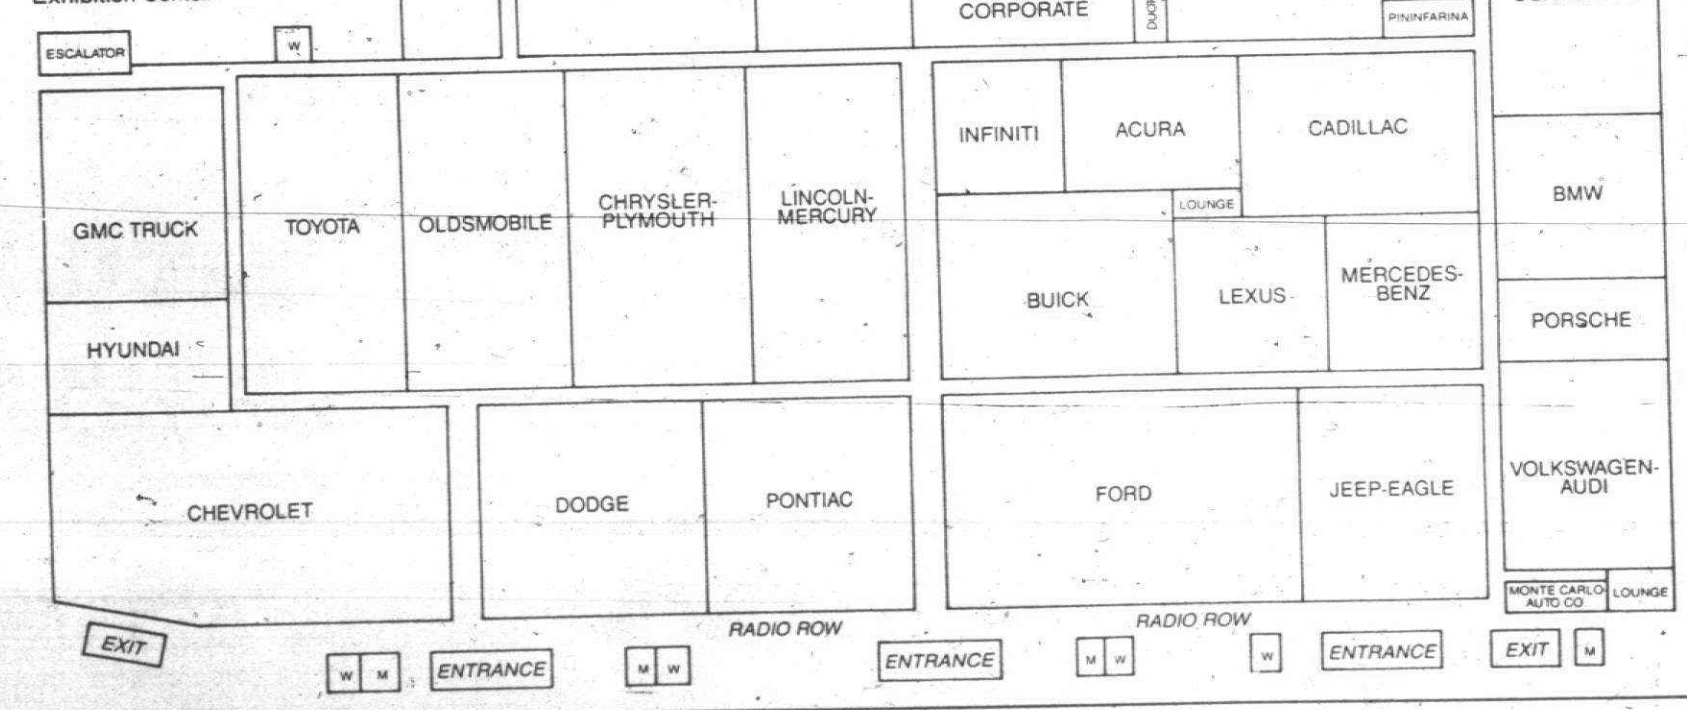 CORPORATE
PININFARINA
ESCALATOR
W
INFINITI
ACURA
CADILLAC
BMW
GMC TRUCK
TOYOTA
OLDSMOBILE
CHRYSLER-
PLYMOUTH
LINCOLN-
MERCURY
LOUNGE
BUICK
LEXUS
MERCEDES-
BENZ
PORSCHE
HYUNDAI
CHEVROLET
DODGE
PONTIAC
FORD
JEEP-EAGLE
VOLKSWAGEN-
AUDI
MONTE CARLO
AUTO CO
LOUNGE
RADIO ROW
RADIO ROW
EXIT
W M
ENTRANCE
M W
ENTRANCE
M W
W
ENTRANCE
EXIT
M